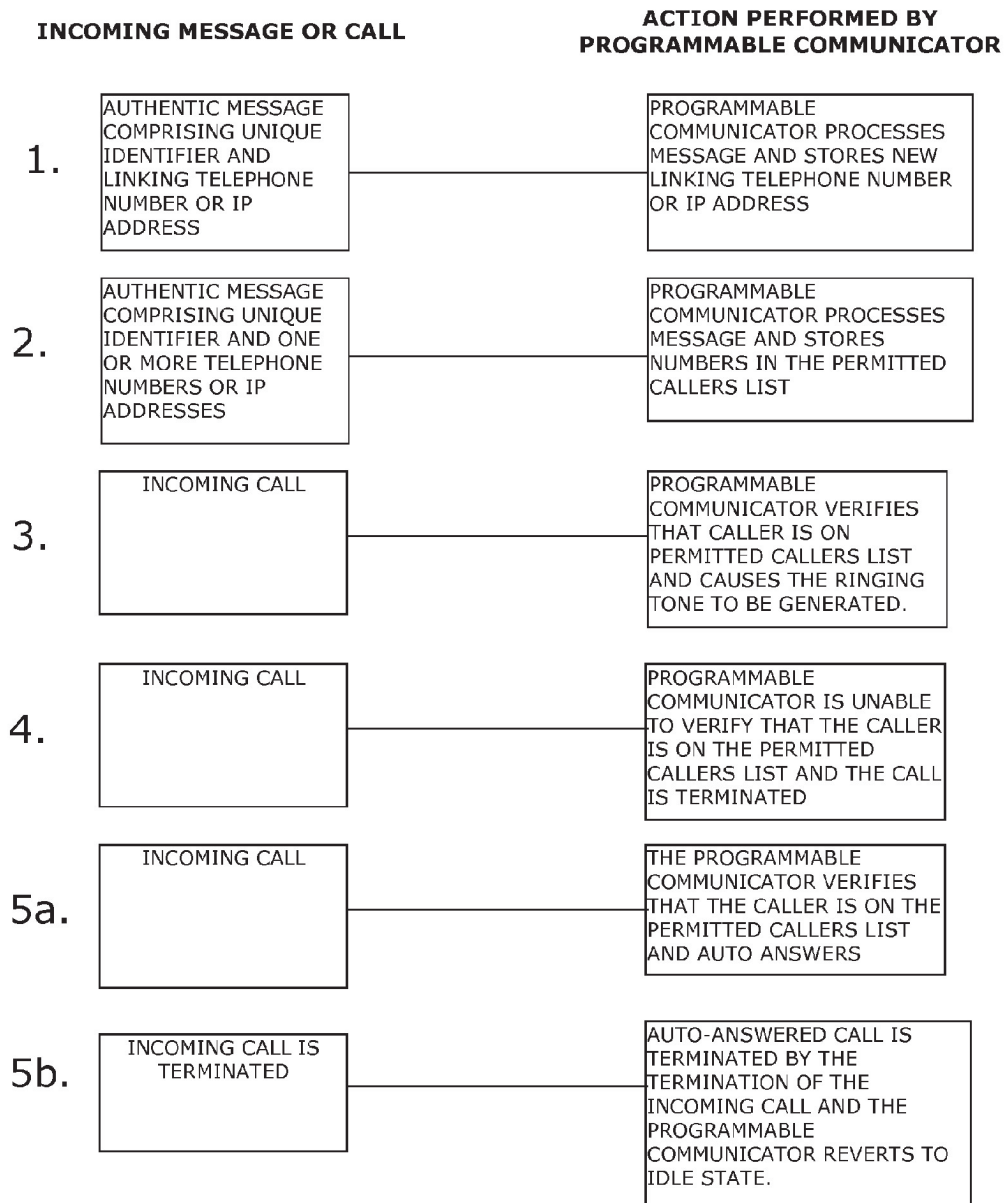 INCOMING MESSAGE OR CALL
ACTION PERFORMED BY
PROGRAMMABLE COMMUNICATOR
1.
AUTHENTIC MESSAGE
COMPRISING UNIQUE
IDENTIFIER AND
LINKING TELEPHONE
NUMBER OR IP
ADDRESS
PROGRAMMABLE
COMMUNICATOR PROCESSES
MESSAGE AND STORES NEW
LINKING TELEPHONE NUMBER
OR IP ADDRESS
2.
AUTHENTIC MESSAGE
COMPRISING UNIQUE
IDENTIFIER AND ONE
OR MORE TELEPHONE
NUMBERS OR IP
ADDRESSES
PROGRAMMABLE
COMMUNICATOR PROCESSES
MESSAGE AND STORES
NUMBERS IN THE PERMITTED
CALLERS LIST
3.
INCOMING CALL
PROGRAMMABLE
COMMUNICATOR VERIFIES
THAT CALLER IS ON
PERMITTED CALLERS LIST
AND CAUSES THE RINGING
TONE TO BE GENERATED.
4.
INCOMING CALL
PROGRAMMABLE
COMMUNICATOR IS UNABLE
TO VERIFY THAT THE CALLER
IS ON THE PERMITTED
CALLERS LIST AND THE CALL
IS TERMINATED
5a.
INCOMING CALL
THE PROGRAMMABLE
COMMUNICATOR VERIFIES
THAT THE CALLER IS ON THE
PERMITTED CALLERS LIST
AND AUTO ANSWERS
5b.
INCOMING CALL IS
TERMINATED
AUTO-ANSWERED CALL IS
TERMINATED BY THE
TERMINATION OF THE
INCOMING CALL AND THE
PROGRAMMABLE
COMMUNICATOR REVERTS TO
IDLE STATE.